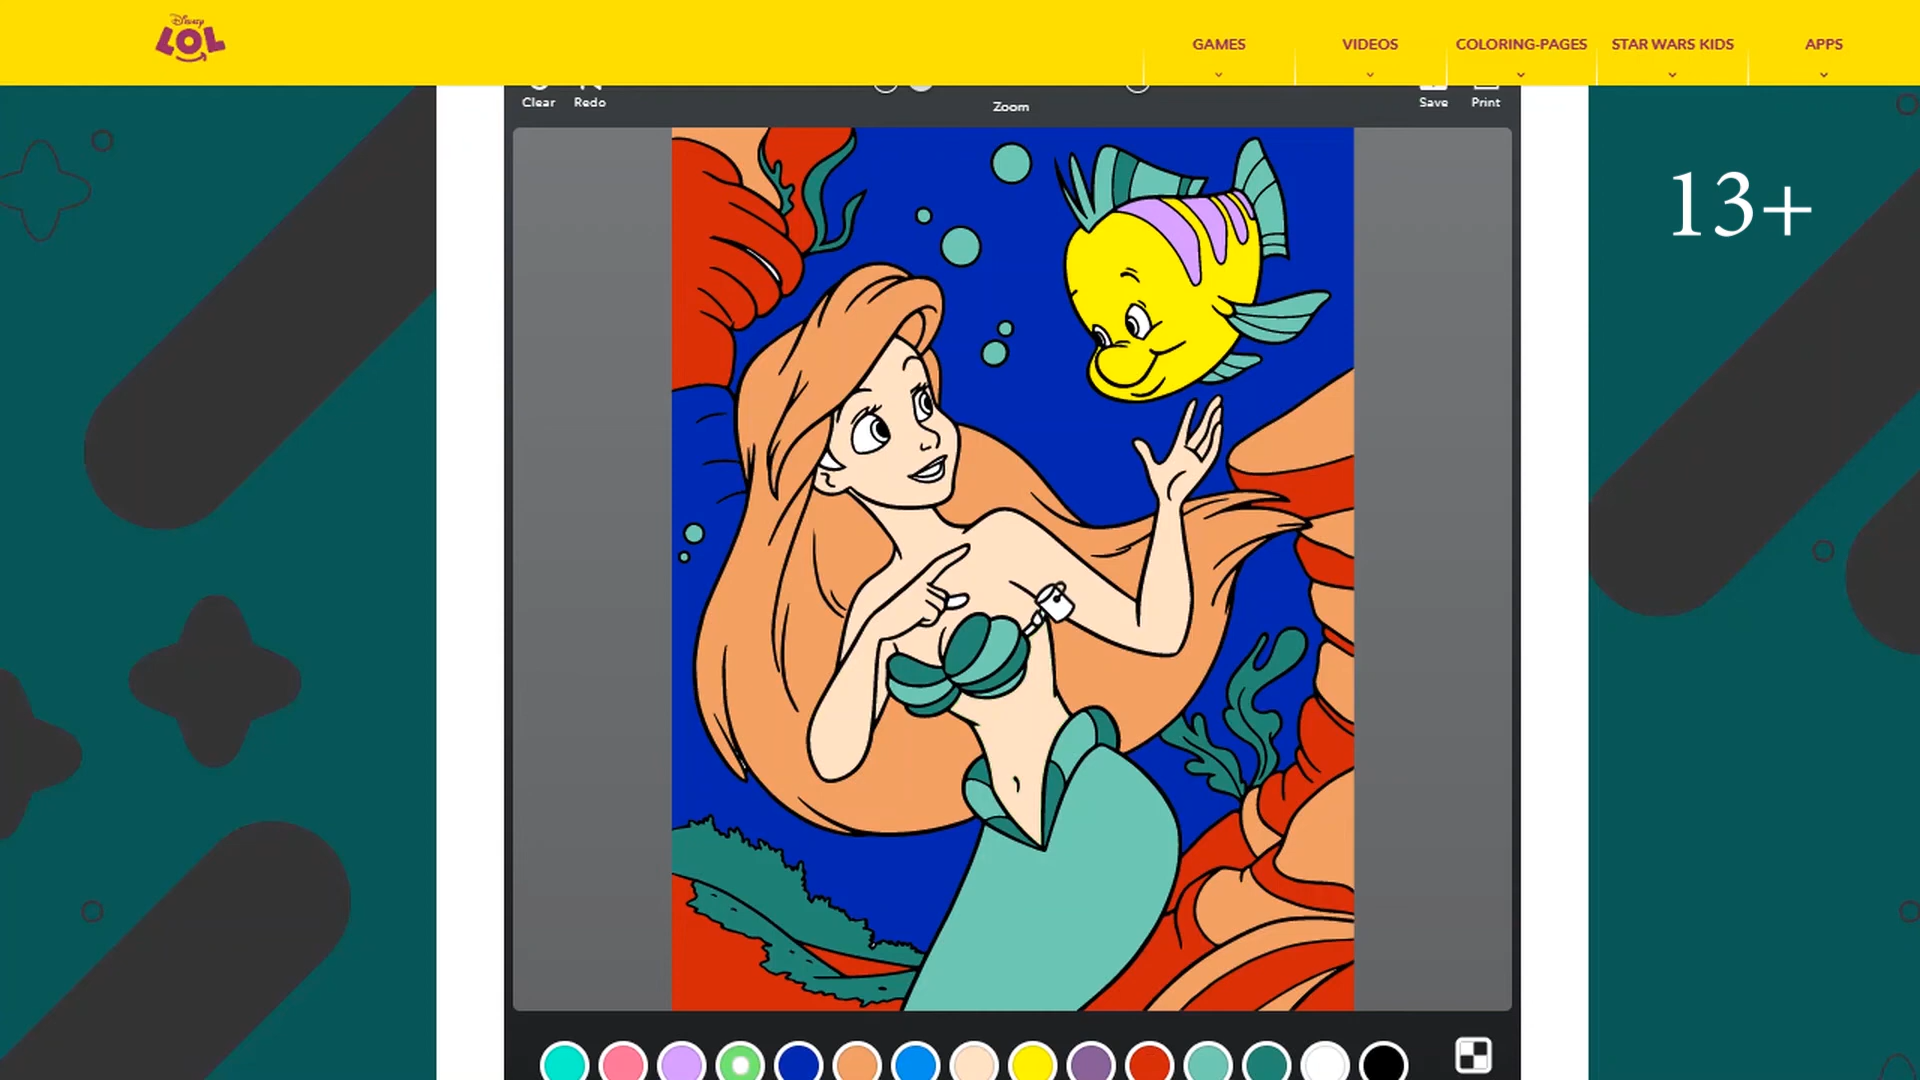 Disney
LOL
GAMES
VIDEOS
COLORING-PAGES
STAR WARS KIDS
APPS
Clear
Redo
Zoom
Save
Print
13+